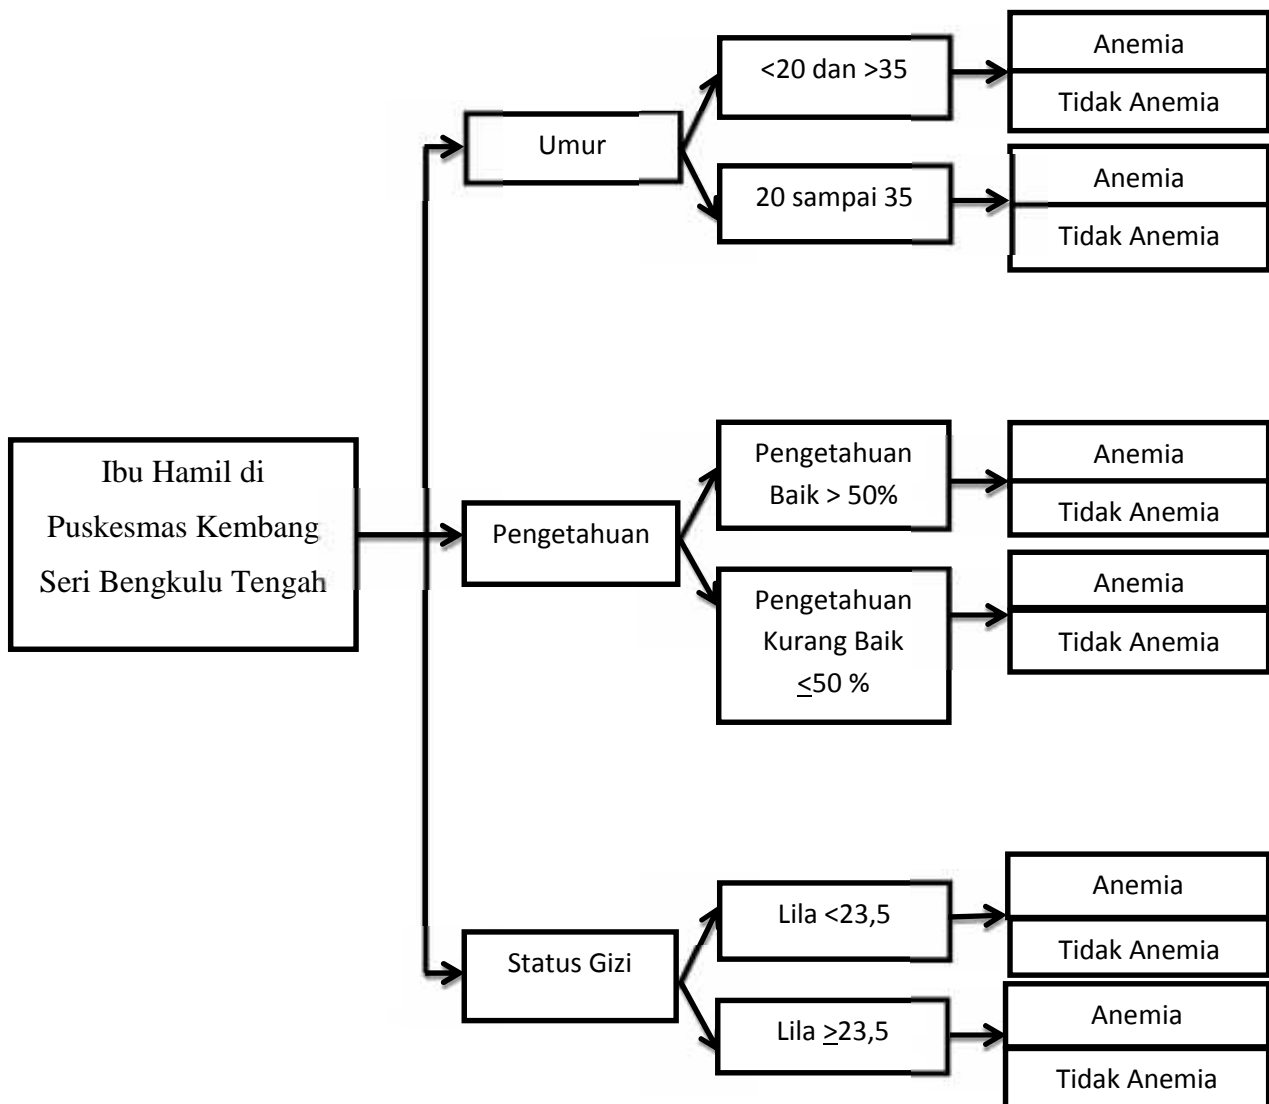 <20 dan >35
Anemia
Tidak Anemia
Umur
20 sampai 35
Anemia
Tidak Anemia
Ibu Hamil di
Puskesmas Kembang
Seri Bengkulu Tengah
Pengetahuan
Pengetahuan
Baik > 50%
Anemia
Tidak Anemia
Pengetahuan
Kurang Baik
≤50 %
Anemia
Tidak Anemia
Status Gizi
Lila <23,5
Anemia
Tidak Anemia
Lila ≥23,5
Anemia
Tidak Anemia